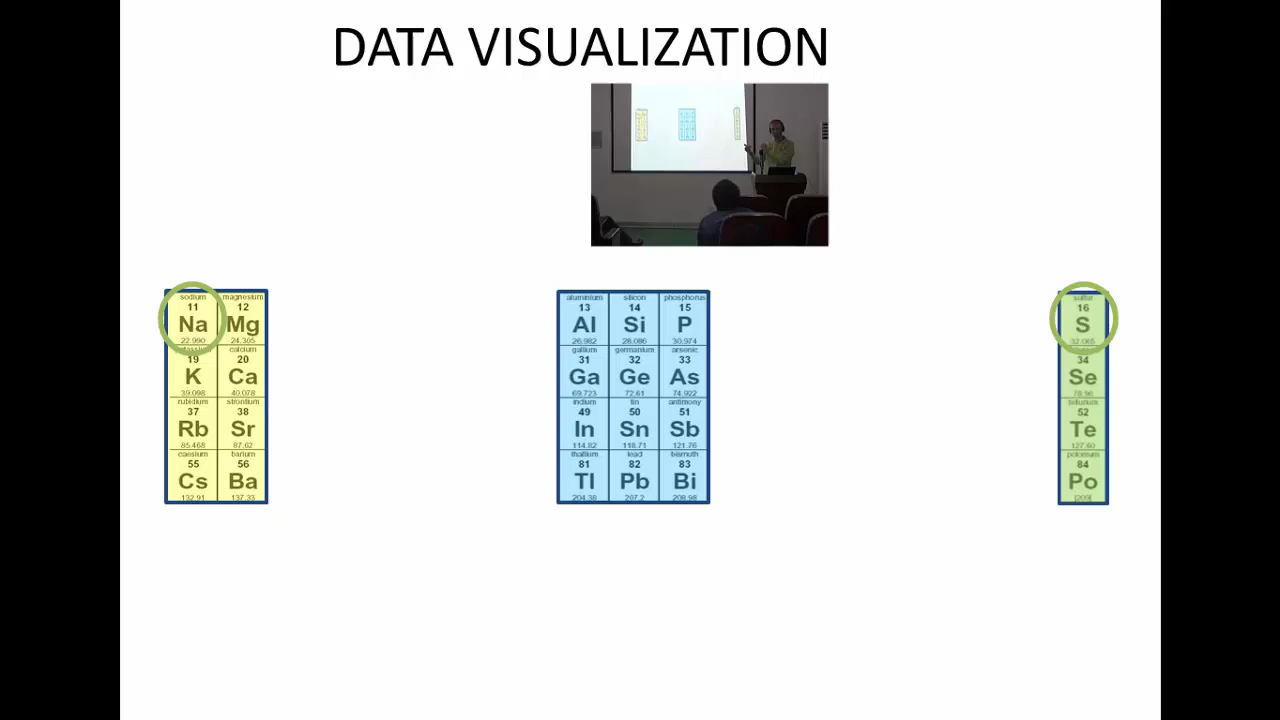 DATA VISUALIZATION
sodium magnesium
11 12
Na Mg
22.990 24.305
calcium
19 20
K Ca
39.098 40.078
rubidium strontium
37 38
Rb Sr
85.468 87.62
caesium barium
55 56
Cs Ba
132.91 137.33
aluminium silicon phosphorus
13 14 15
Al Si P
26.982 28.086 30.974
gallium germanium arsenic
31 32 33
Ga Ge As
69.723 72.61 74.922
indium tin antimony
49 50 51
In Sn Sb
114.82 118.71 121.76
thallium lead bismuth
81 82 83
Tl Pb Bi
204.38 207.2 208.98
sulfur
16
S
32.065
34
Se
78.96
tellurium
52
Te
127.60
polonium
84
Po
[209]